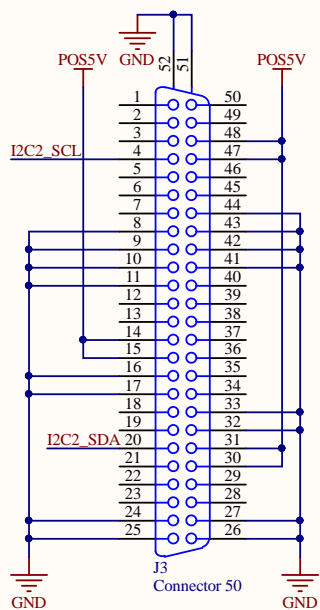 GND
52
51
POS5V
POS5V
1 50
2 49
3 48
I2C2_SCL 4 47
5 46
6 45
7 44
8 43
9 42
10 41
11 40
12 39
13 38
14 37
15 36
16 35
17 34
18 33
19 32
I2C2_SDA 20 31
21 30
22 29
23 28
24 27
25 26
GND
J3
Connector 50
GND